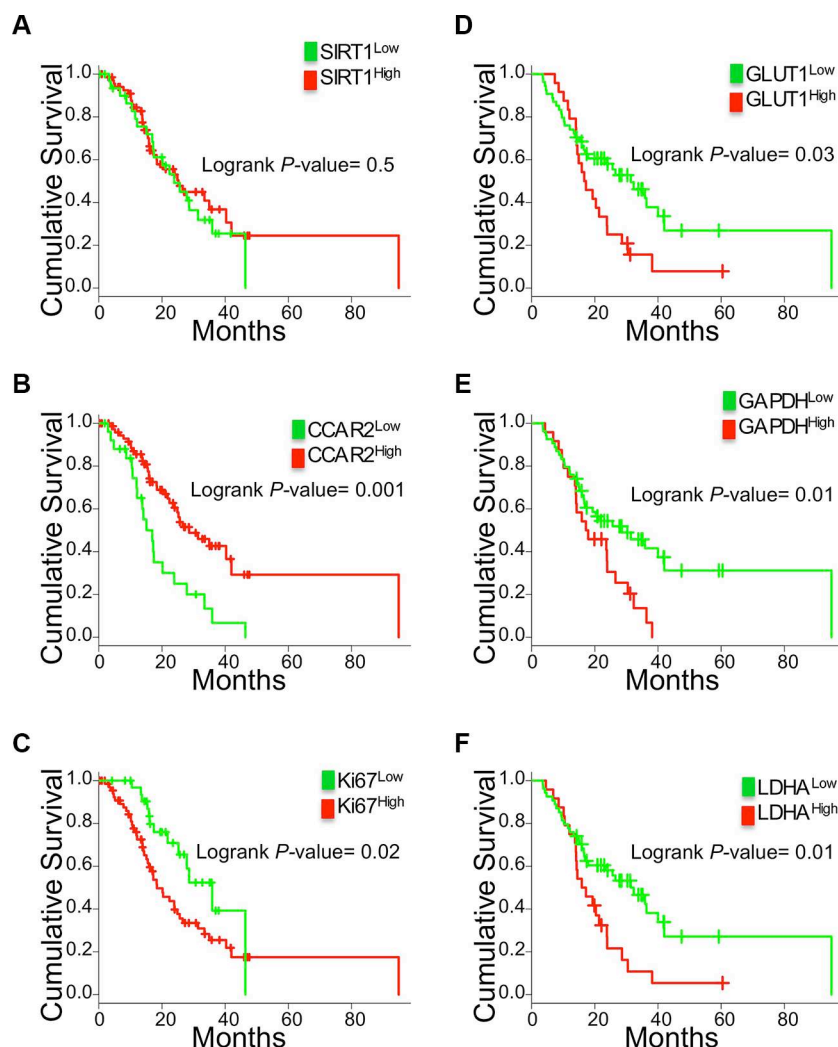 A
SIRT1Low
SIRT1High
Logrank P-value= 0.5
Cumulative Survival
1.0
0.8
0.6
0.4
0.2
0.0
0 20 40 60 80
Months
B
CCAR2Low
CCAR2High
Logrank P-value= 0.001
Cumulative Survival
1.0
0.8
0.6
0.4
0.2
0.0
0 20 40 60 80
Months
C
Ki67Low
Ki67High
Logrank P-value= 0.02
Cumulative Survival
1.0
0.8
0.6
0.4
0.2
0.0
0 20 40 60 80
Months
D
GLUT1Low
GLUT1High
Logrank P-value= 0.03
Cumulative Survival
1.0
0.8
0.6
0.4
0.2
0.0
0 20 40 60 80
Months
E
GAPDHLow
GAPDHHigh
Logrank P-value= 0.01
Cumulative Survival
1.0
0.8
0.6
0.4
0.2
0.0
0 20 40 60 80
Months
F
LDHALow
LDHAHigh
Logrank P-value= 0.01
Cumulative Survival
1.0
0.8
0.6
0.4
0.2
0.0
0 20 40 60 80
Months